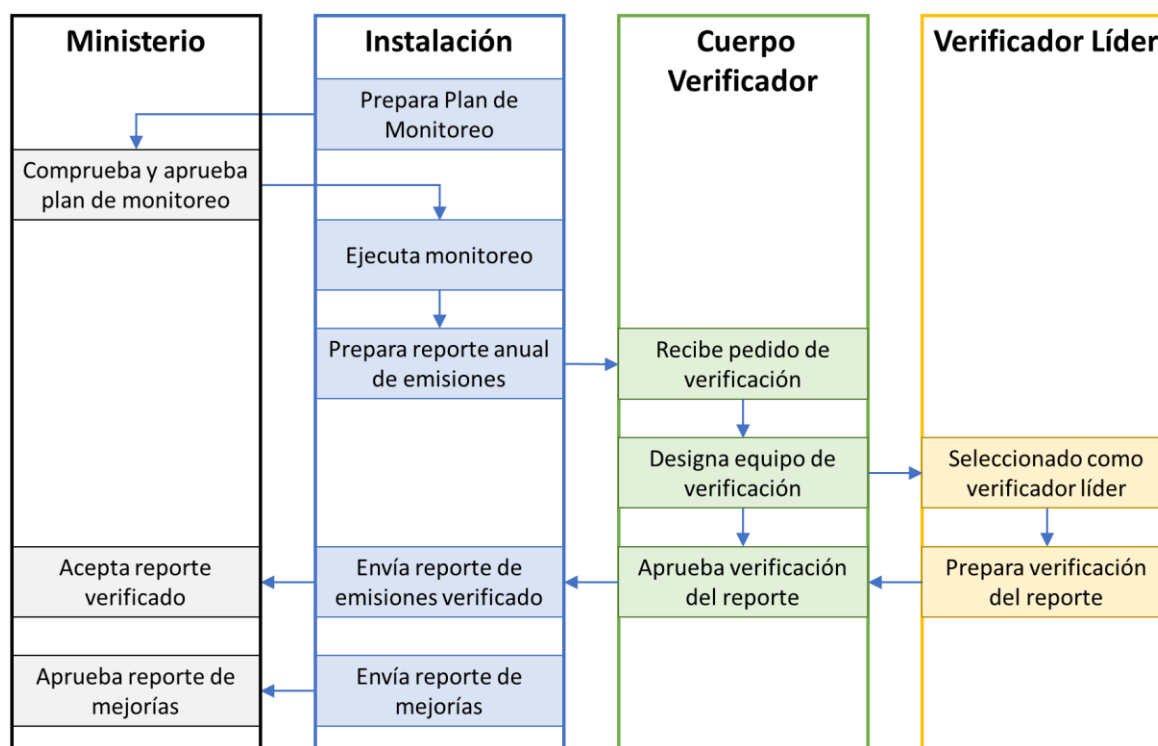 Ministerio
Instalación
Cuerpo
Verificador
Verificador Líder
Prepara Plan de
Monitoreo
Comprueba y aprueba
plan de monitoreo
Ejecuta monitoreo
Prepara reporte anual
de emisiones
Recibe pedido de
verificación
Designa equipo de
verificación
Seleccionado como
verificador líder
Acepta reporte
verificado
Envía reporte de
emisiones verificado
Aprueba verificación
del reporte
Prepara verificación
del reporte
Aprueba reporte de
mejorías
Envía reporte de
mejorías